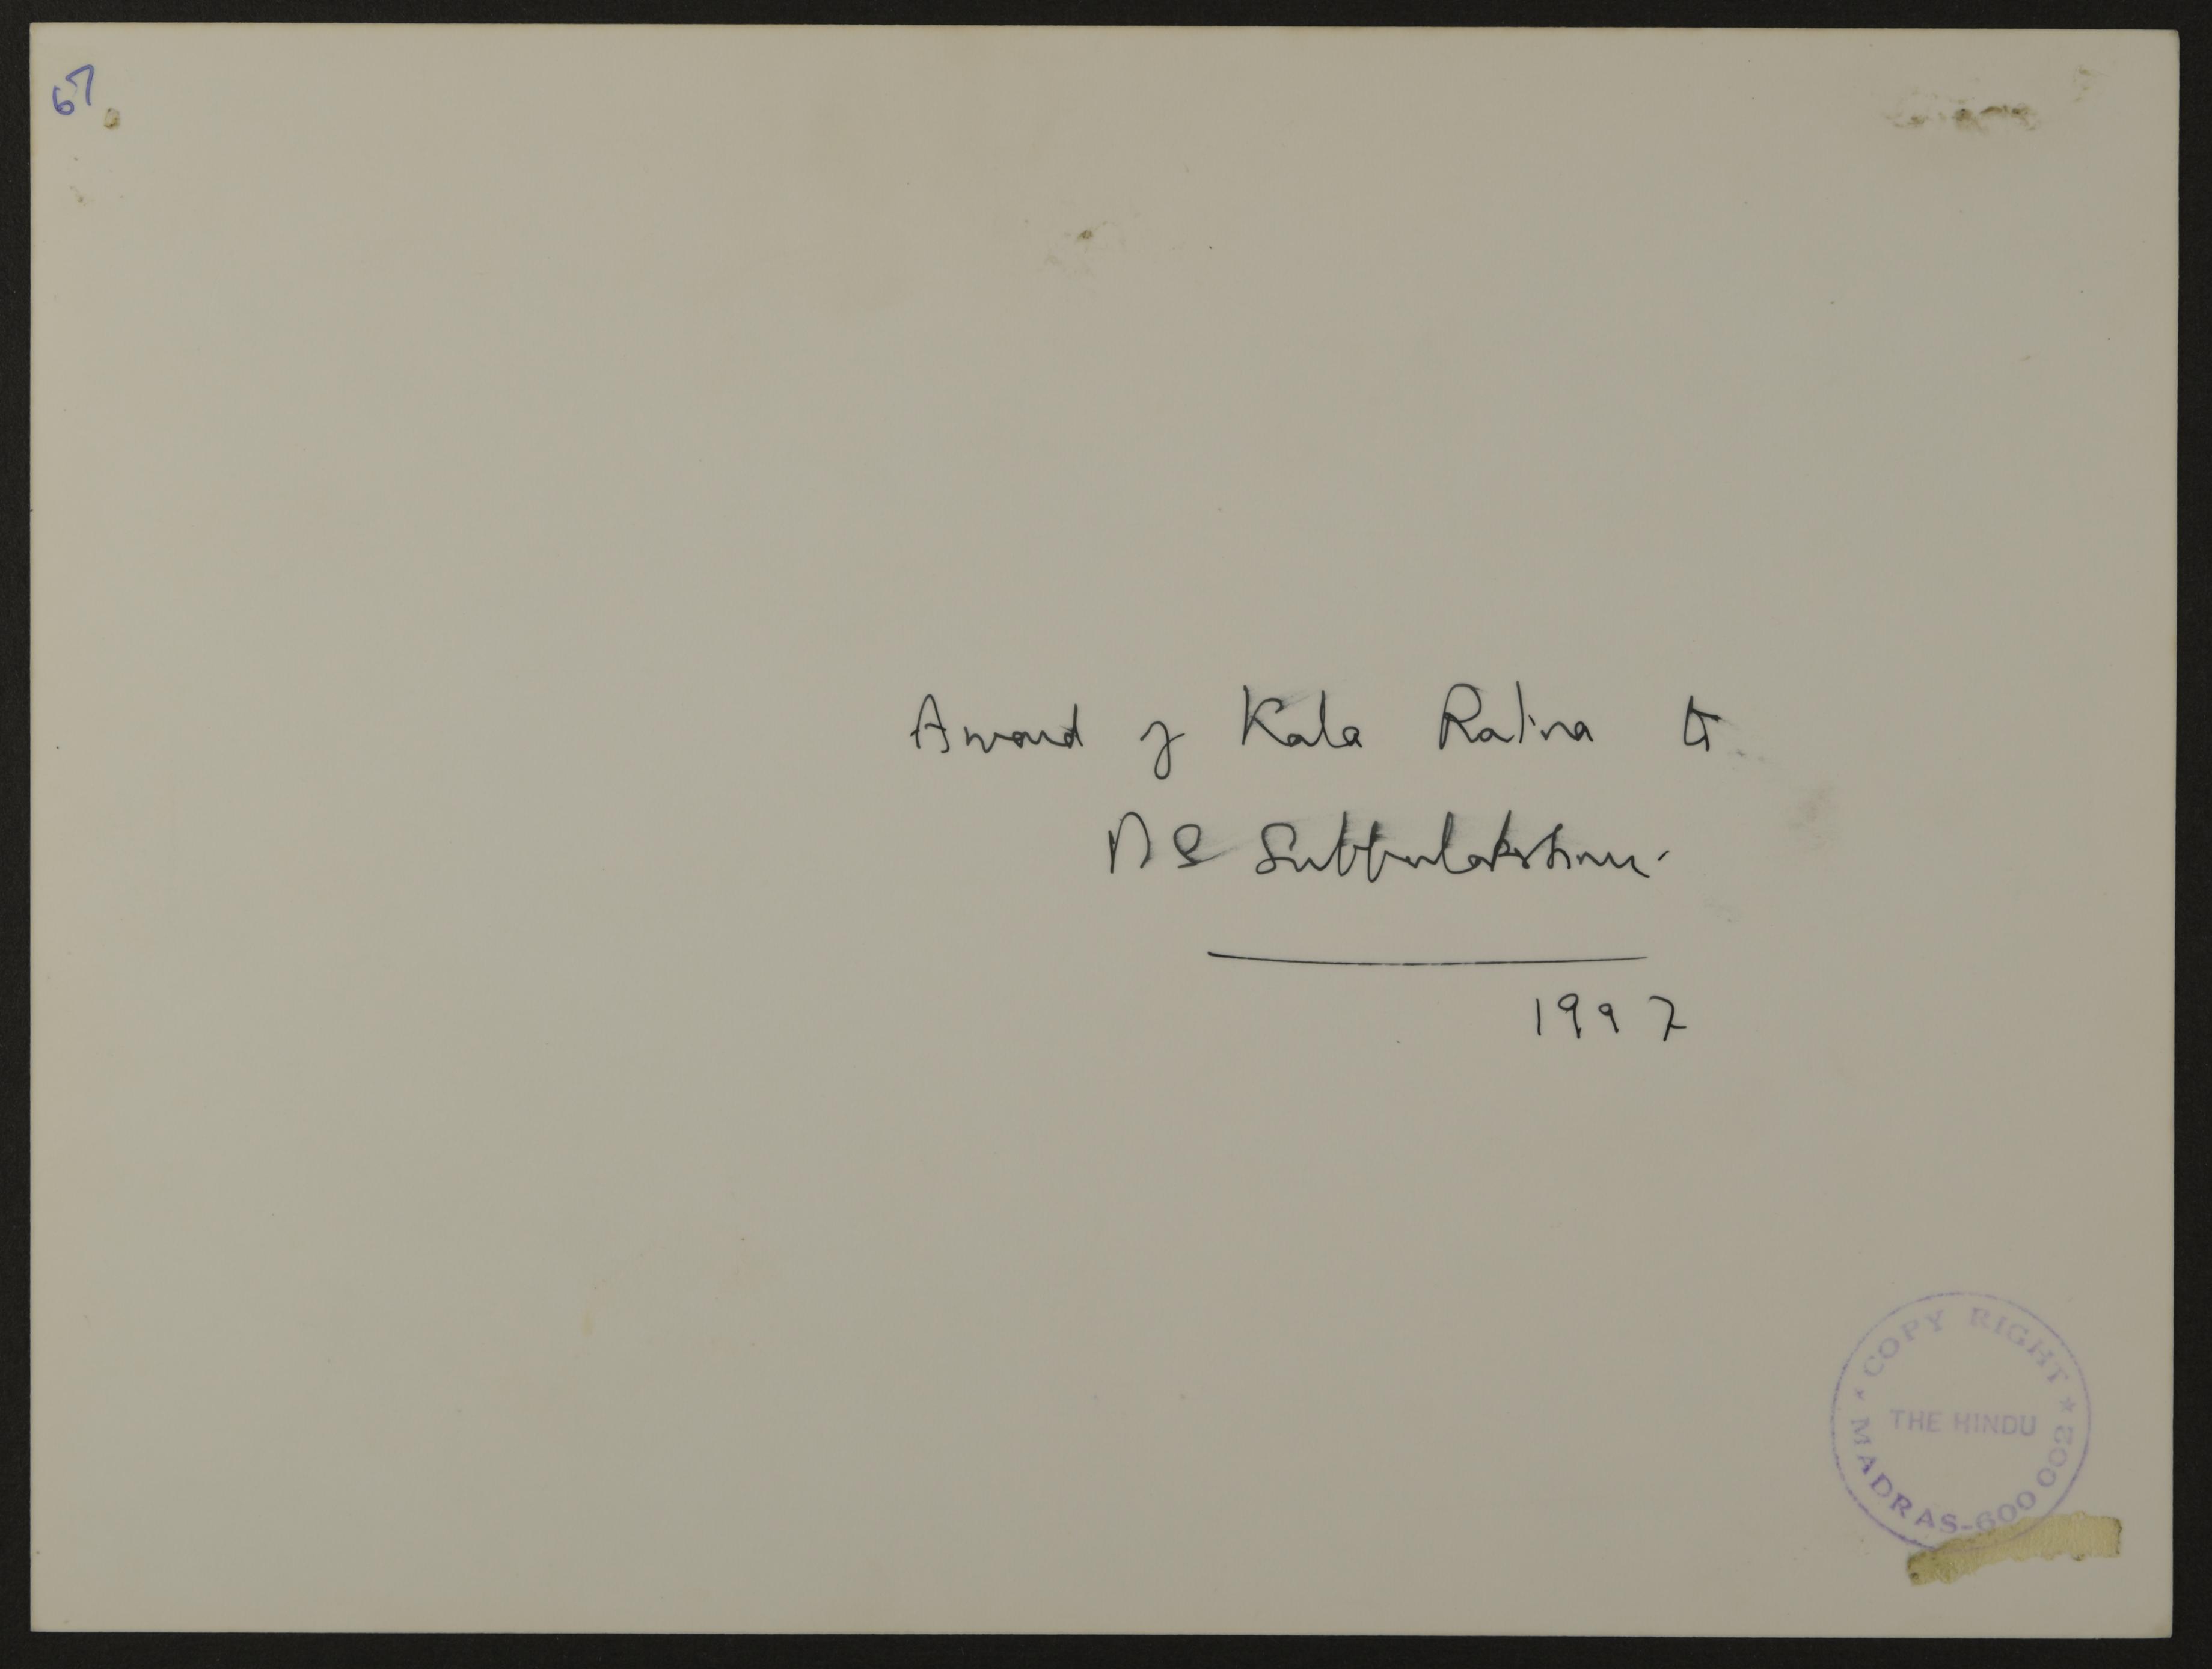 67
Award of Kala Ratna to
MS Subbulakshmi
1997
COPY RIGHT
THE HINDU
MADRAS-600 002